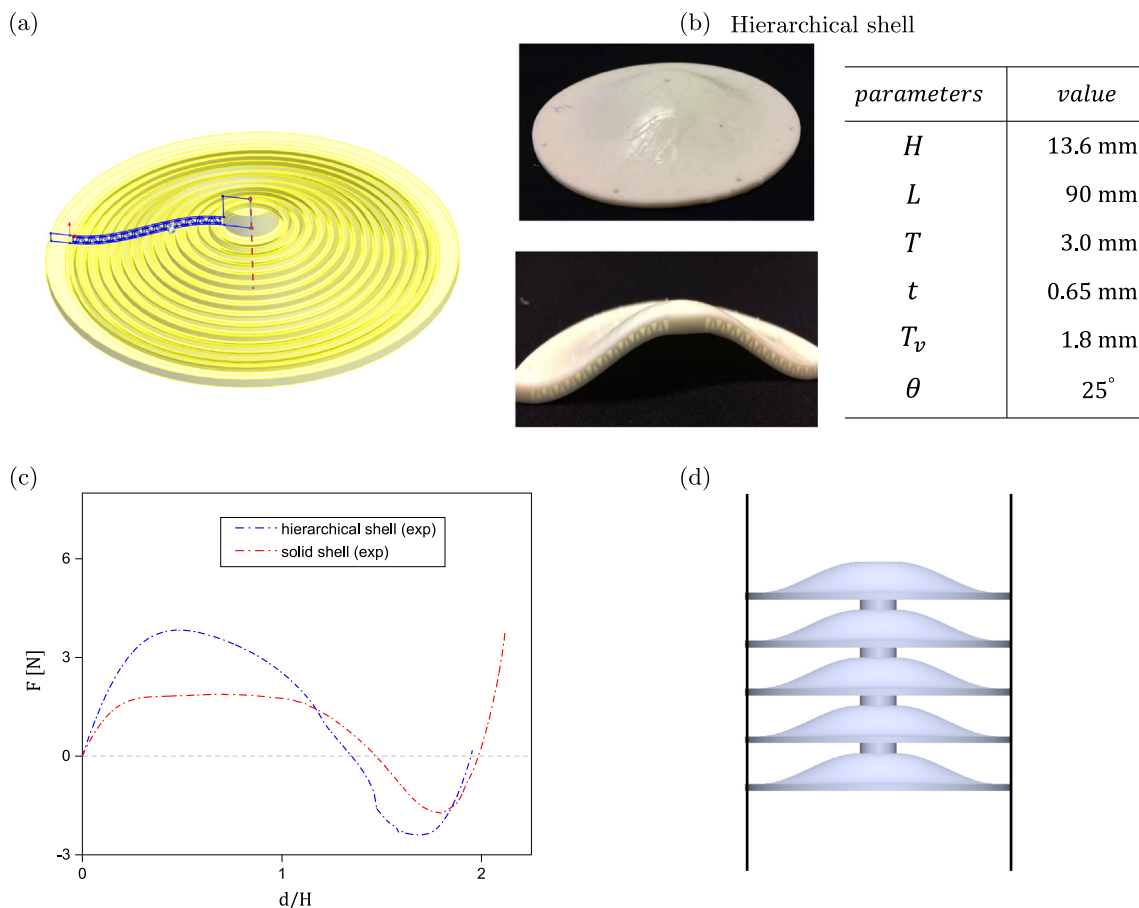 (a)
(b) Hierarchical shell
parameters value
H 13.6 mm
L 90 mm
T 3.0 mm
t 0.65 mm
T_v 1.8 mm
θ 25°
(c)
hierarchical shell (exp)
solid shell (exp)
F [N]
6
3
0
-3
0 1 2
d/H
(d)